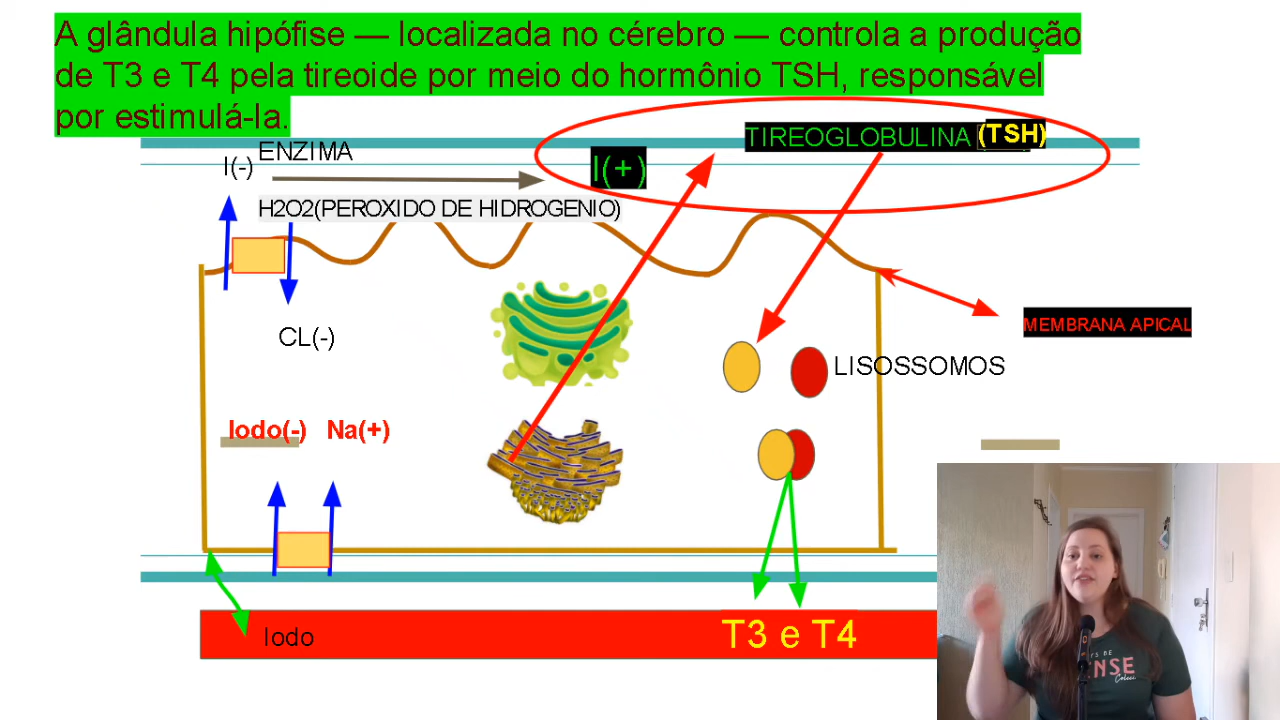 A glândula hipófise — localizada no cérebro — controla a produção
de T3 e T4 pela tireoide por meio do hormônio TSH, responsável
por estimulá-la.
TIREOGLOBULINA (TSH)
ENZIMA
I(-)
I(+)
H2O2(PEROXIDO DE HIDROGENIO)
CL(-)
MEMBRANA APICAL
LISOSSOMOS
Iodo(-) Na(+)
Iodo
T3 e T4